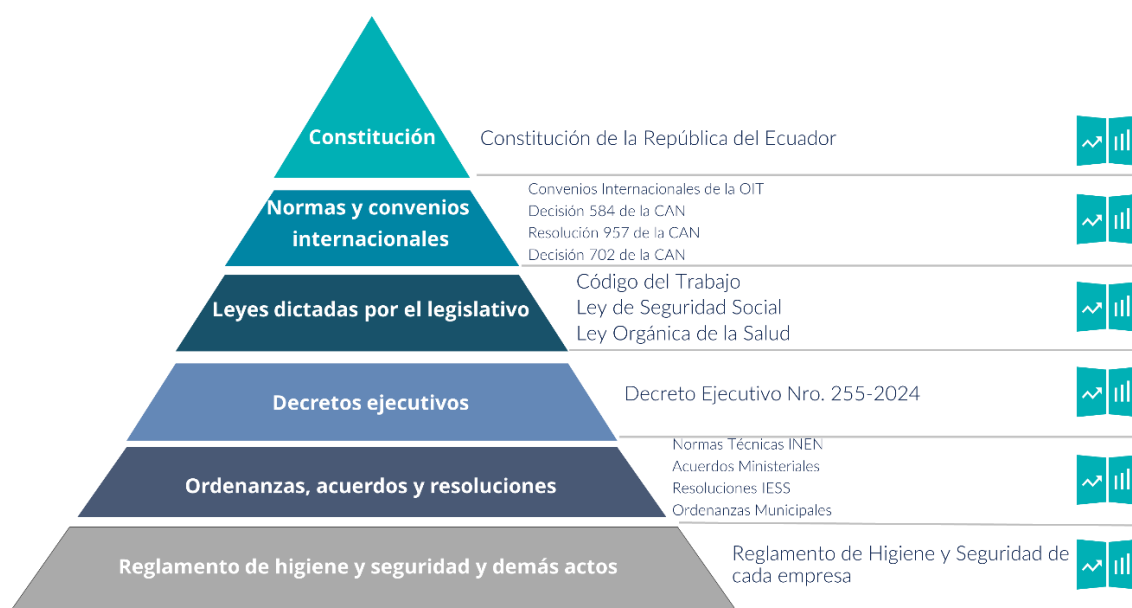 Constitución
Constitución de la República del Ecuador
Normas y convenios
internacionales
Convenios Internacionales de la OIT
Decisión 584 de la CAN
Resolución 957 de la CAN
Decisión 702 de la CAN
Leyes dictadas por el legislativo
Código del Trabajo
Ley de Seguridad Social
Ley Orgánica de la Salud
Decretos ejecutivos
Decreto Ejecutivo Nro. 255-2024
Ordenanzas, acuerdos y resoluciones
Normas Técnicas INEN
Acuerdos Ministeriales
Resoluciones IESS
Ordenanzas Municipales
Reglamento de higiene y seguridad y demás actos
Reglamento de Higiene y Seguridad de
cada empresa